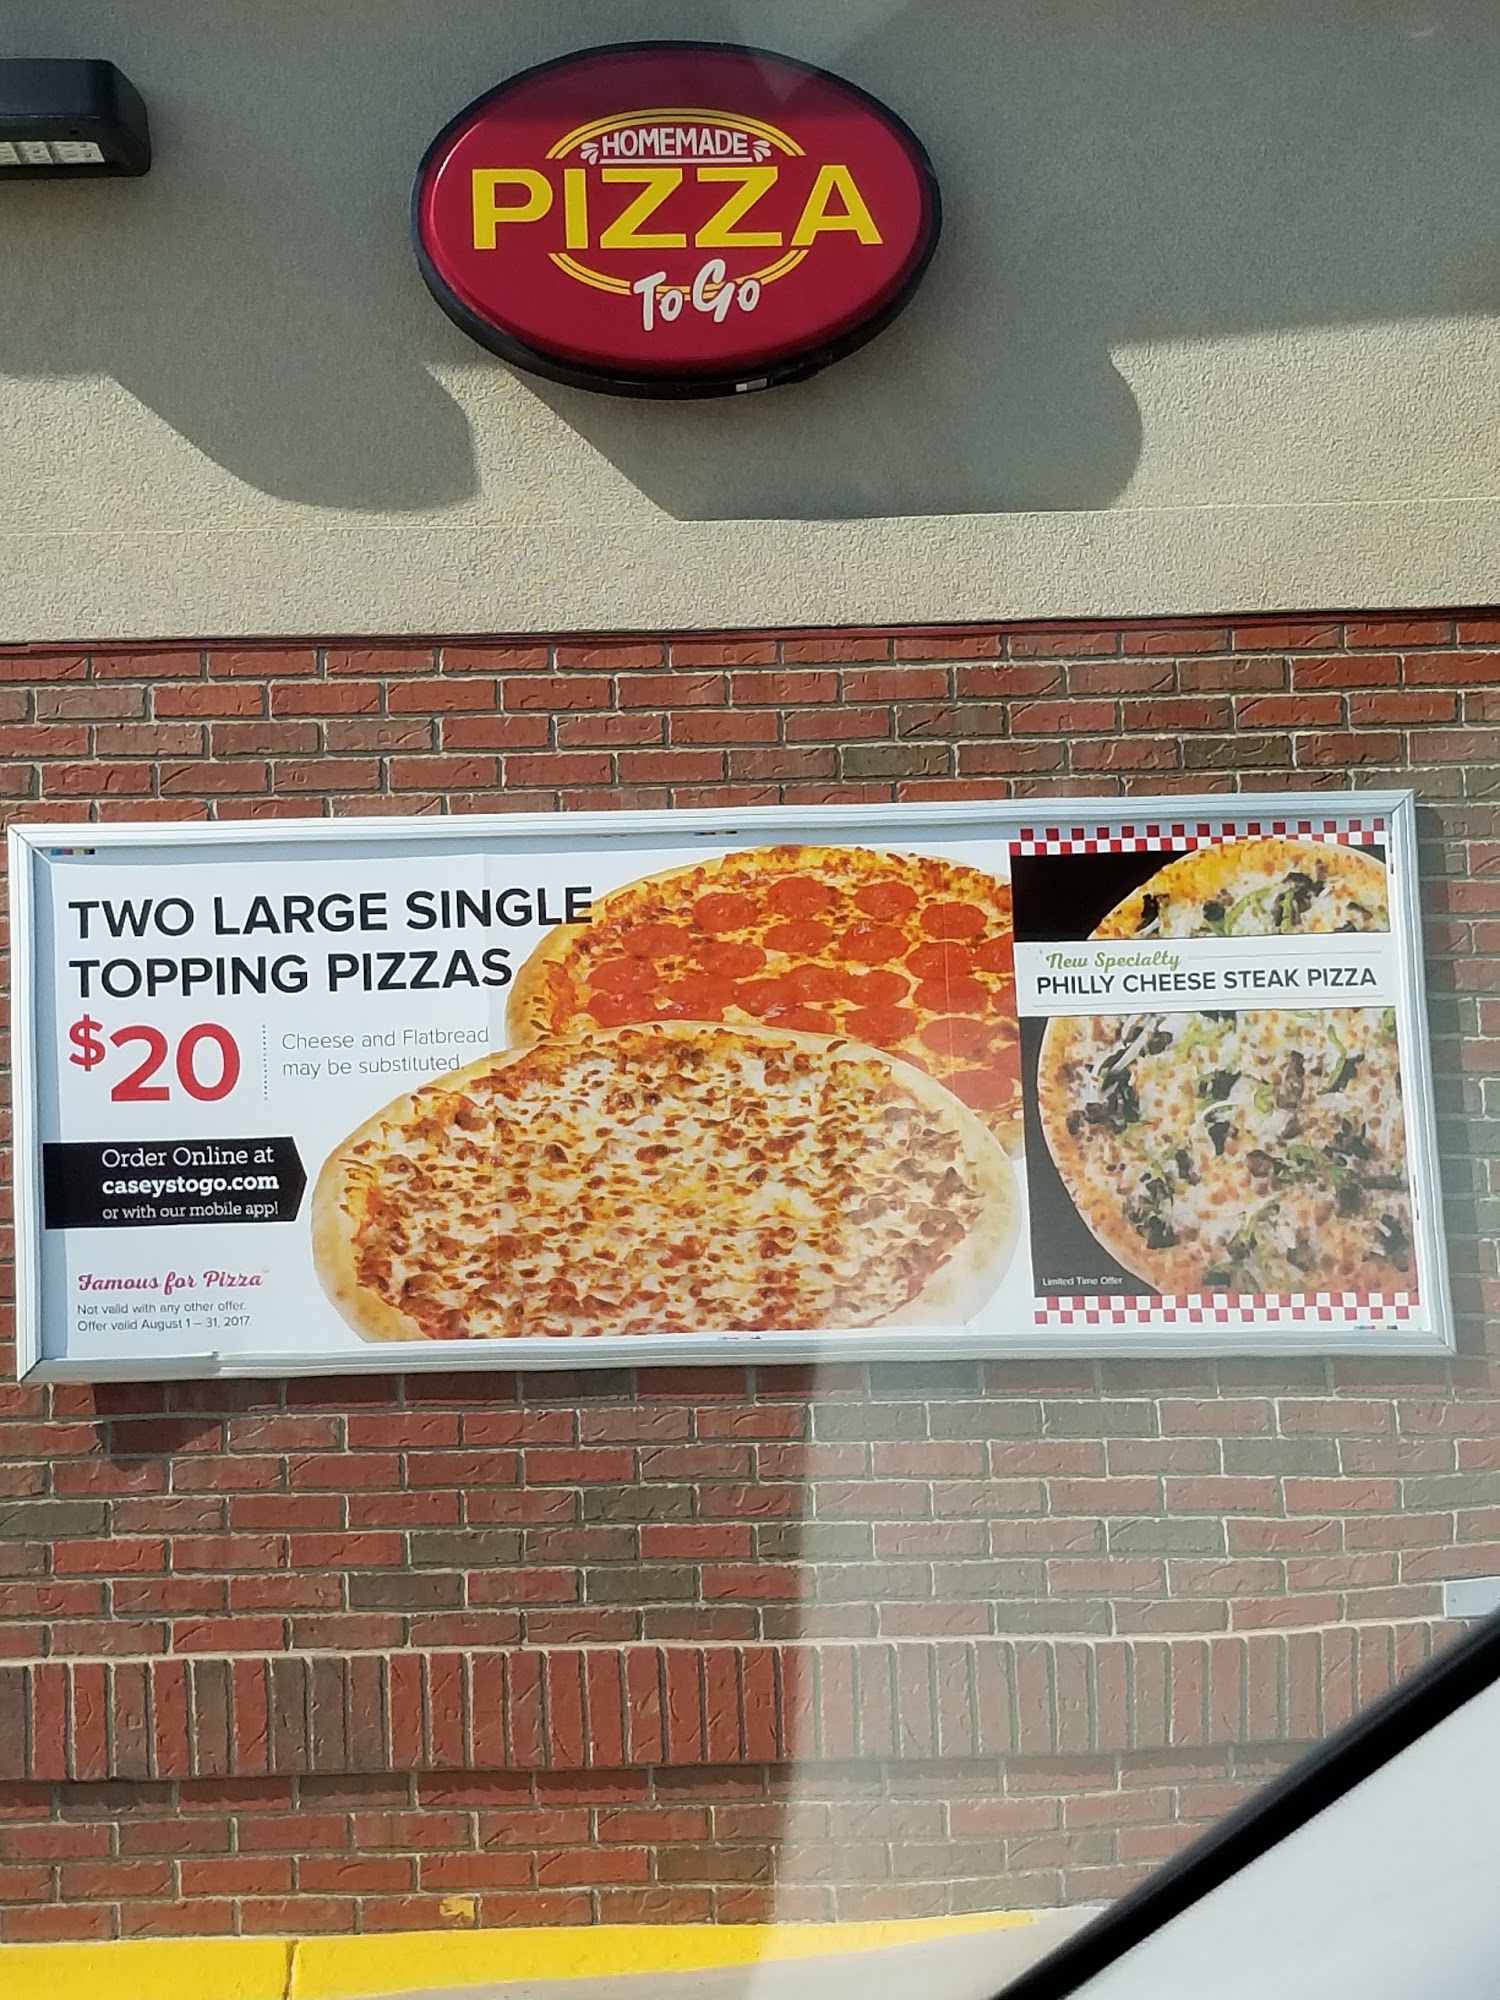 HOMEMADE
PIZZA
To Go
TWO LARGE SINGLE
TOPPING PIZZAS
$20
Cheese and Flatbread
may be substituted.
Order Online at
caseystogo.com
or with our mobile app!
Famous for Pizza
Not valid with any other offer.
Offer valid August 1 – 31, 2017.
New Specialty
PHILLY CHEESE STEAK PIZZA
Limited Time Offer